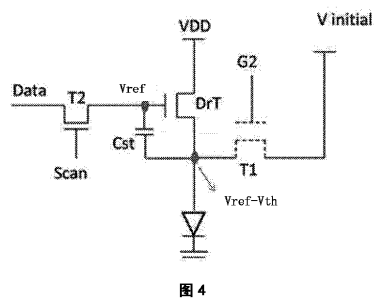 V initial
VDD
G2
Data
T2
Vref
DrT
Cst
T1
Scan
Vref-Vth
图 4